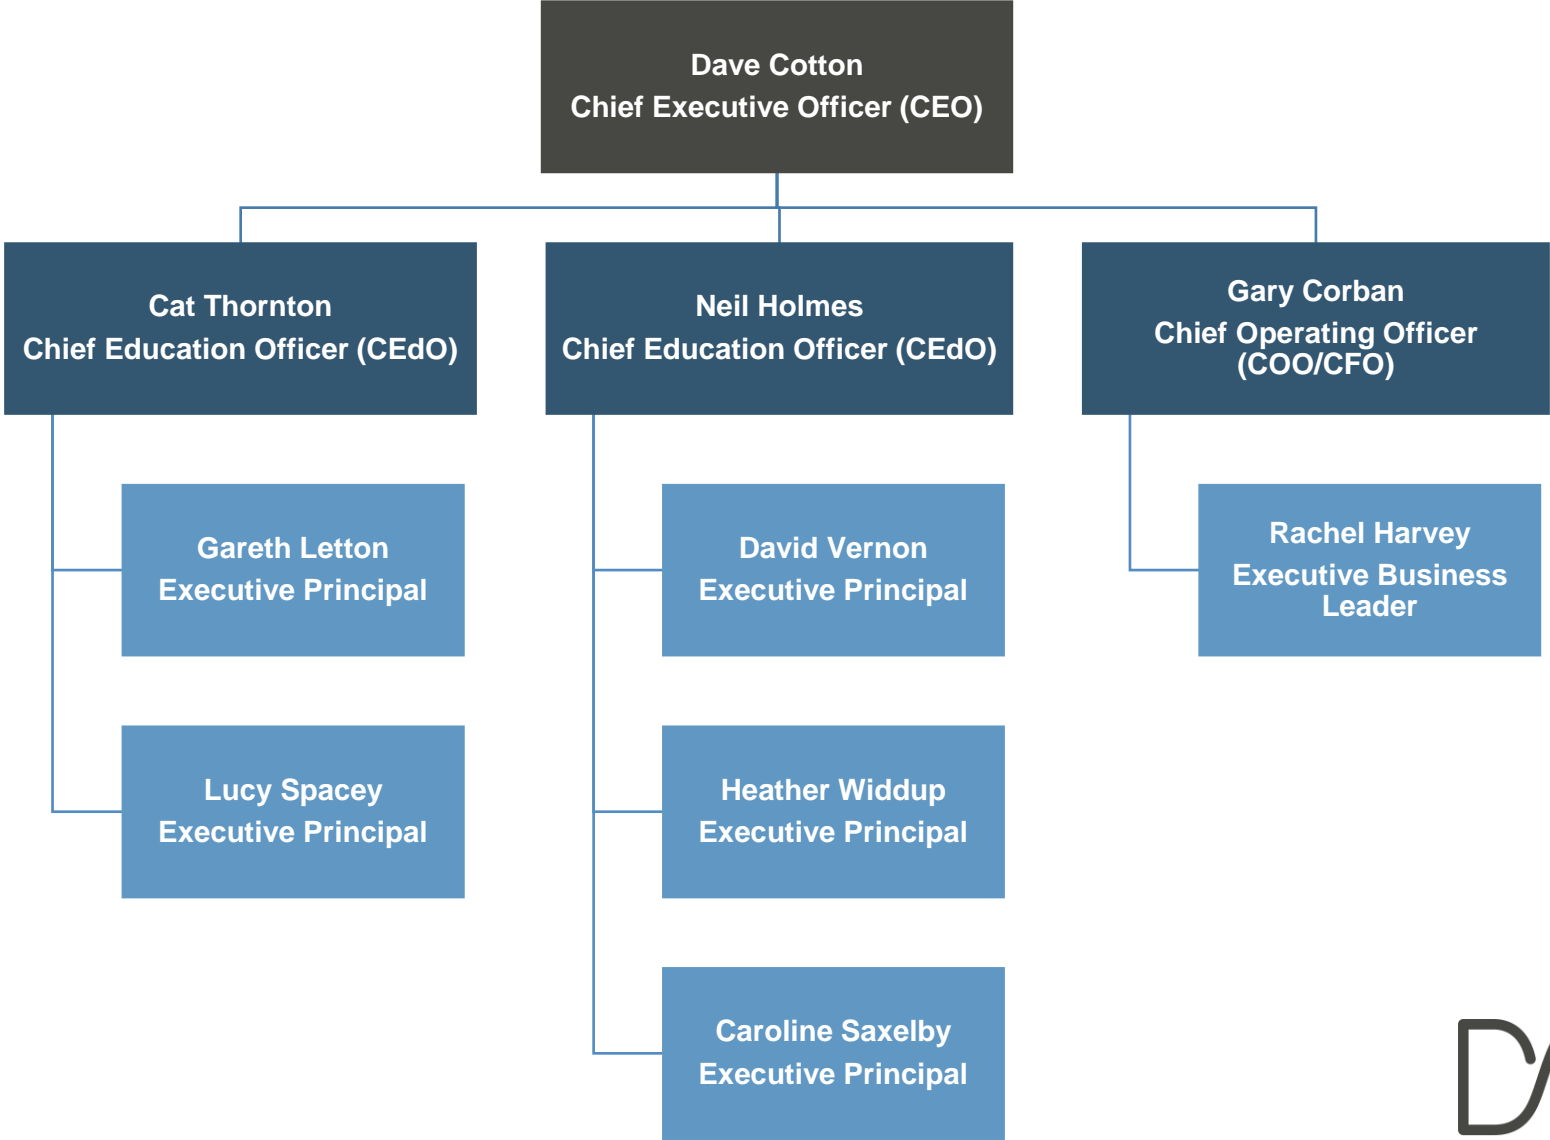 Dave Cotton
Chief Executive Officer (CEO)
Cat Thornton
Chief Education Officer (CEdO)
Neil Holmes
Chief Education Officer (CEdO)
Gary Corban
Chief Operating Officer
(COO/CFO)
Gareth Letton
Executive Principal
David Vernon
Executive Principal
Rachel Harvey
Executive Business
Leader
Lucy Spacey
Executive Principal
Heather Widdup
Executive Principal
Caroline Saxelby
Executive Principal